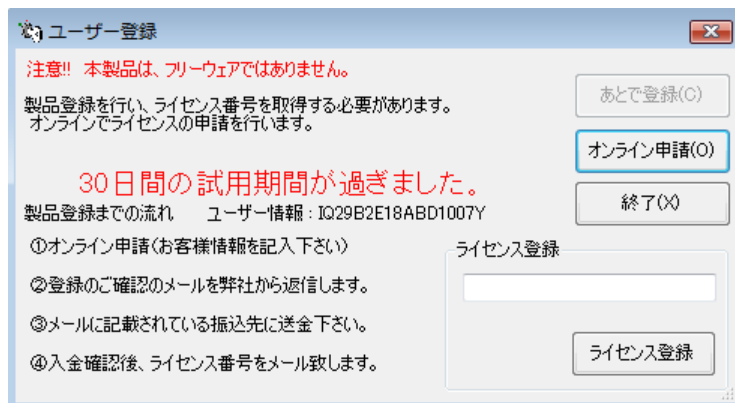 ユーザー登録
注意!! 本製品は、フリーウェアではありません。
製品登録を行い、ライセンス番号を取得する必要があります。
オンラインでライセンスの申請を行います。
あとで登録(C)
オンライン申請(O)
終了(X)
30日間の試用期間が過ぎました。
製品登録までの流れ ユーザー情報:IQ29B2E18ABD1007Y
①オンライン申請(お客様情報を記入下さい)
②登録のご確認のメールを弊社から返信します。
③メールに記載されている振込先に送金下さい。
④入金確認後、ライセンス番号をメール致します。
ライセンス登録
ライセンス登録